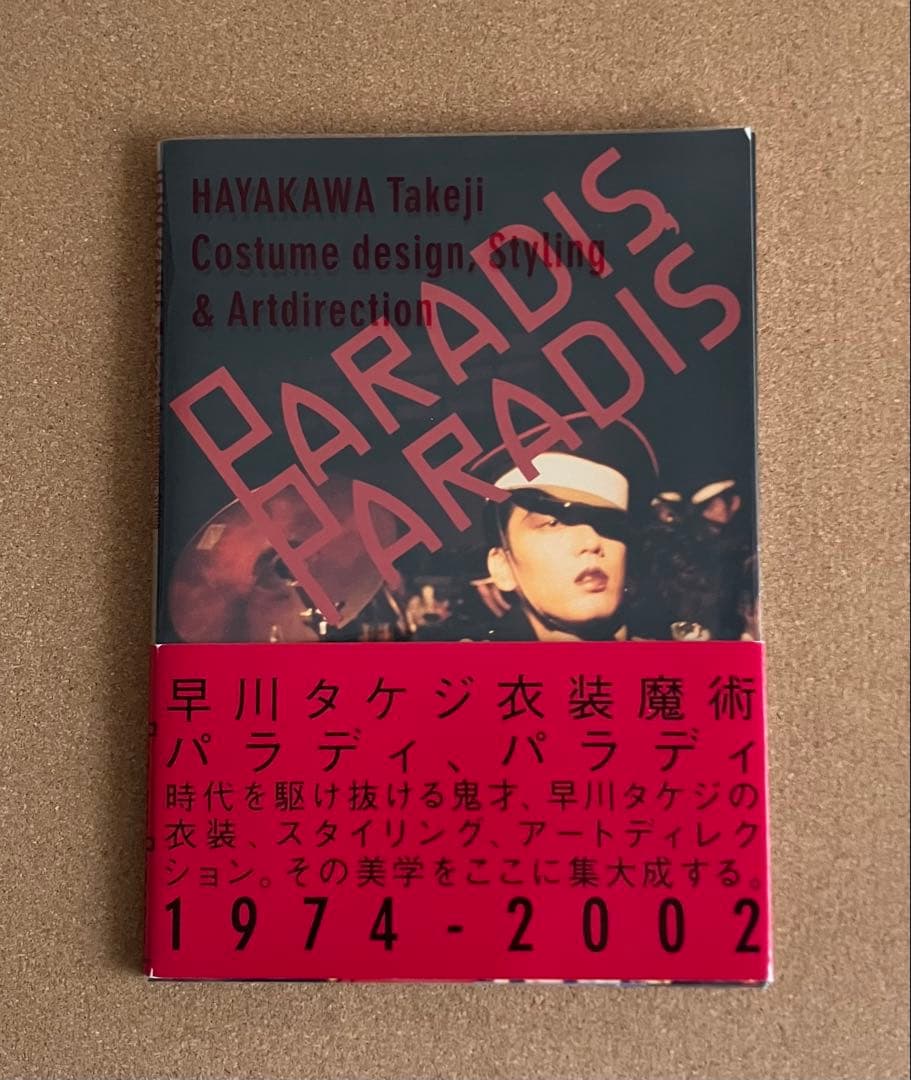 HAYAKAWA Takeji
Costume design, Styling
& Artdirection
PARADIS
PARADIS
早川タケジ衣装魔術
パラディ、パラディ
時代を駆け抜ける鬼才、早川タケジの
衣装、スタイリング、アートディレク
ション。その美学をここに集大成する。
1974-2002